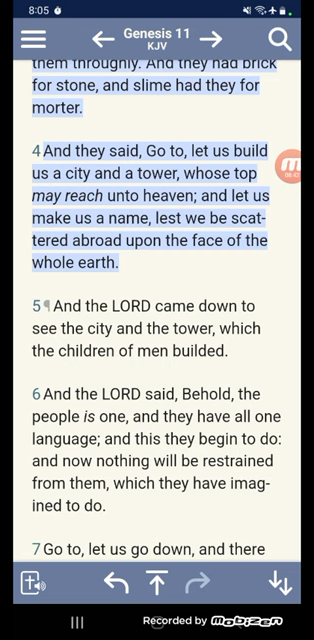 8:05
Genesis 11
KJV
them throughly. And they had brick
for stone, and slime had they for
morter.
4 And they said, Go to, let us build
us a city and a tower, whose top
may reach unto heaven; and let us
make us a name, lest we be scat-
tered abroad upon the face of the
whole earth.
5 ¶ And the LORD came down to
see the city and the tower, which
the children of men builded.
6 And the LORD said, Behold, the
people is one, and they have all one
language; and this they begin to do:
and now nothing will be restrained
from them, which they have imag-
ined to do.
7 Go to, let us go down, and there
Recorded by mobizen